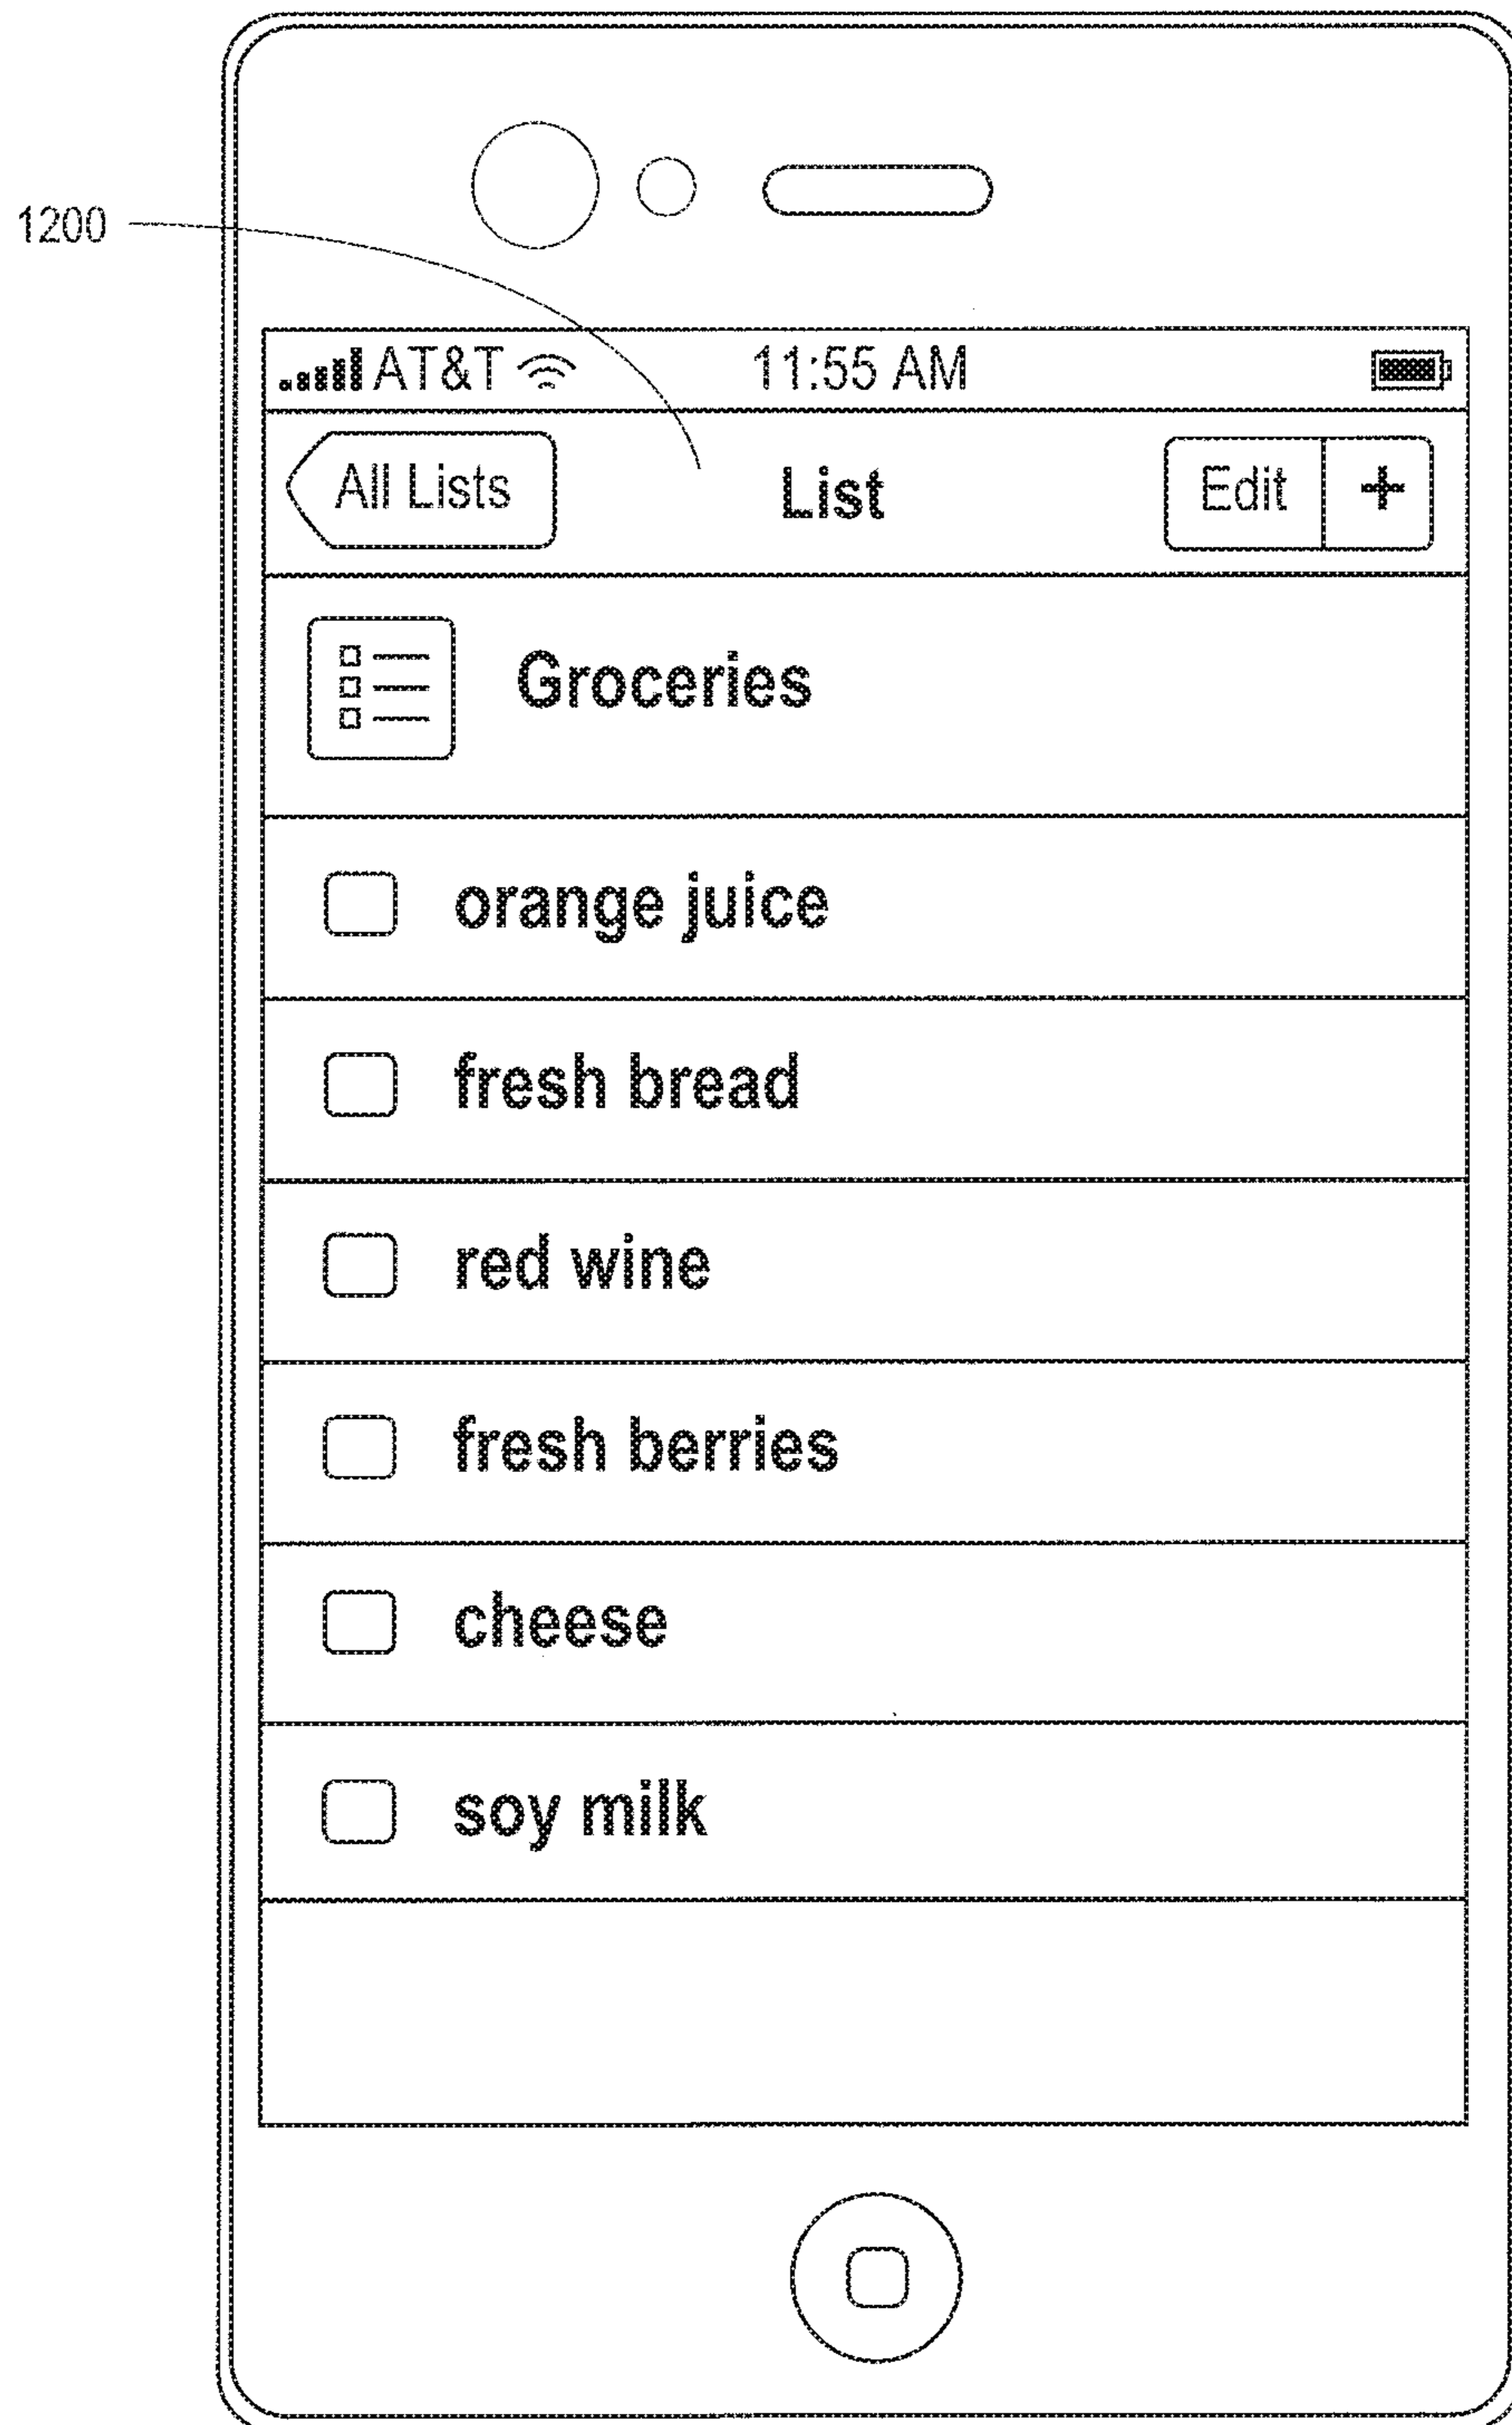 1200
AT&T 11:55 AM
All Lists List Edit +
Groceries
orange juice
fresh bread
red wine
fresh berries
cheese
soy milk